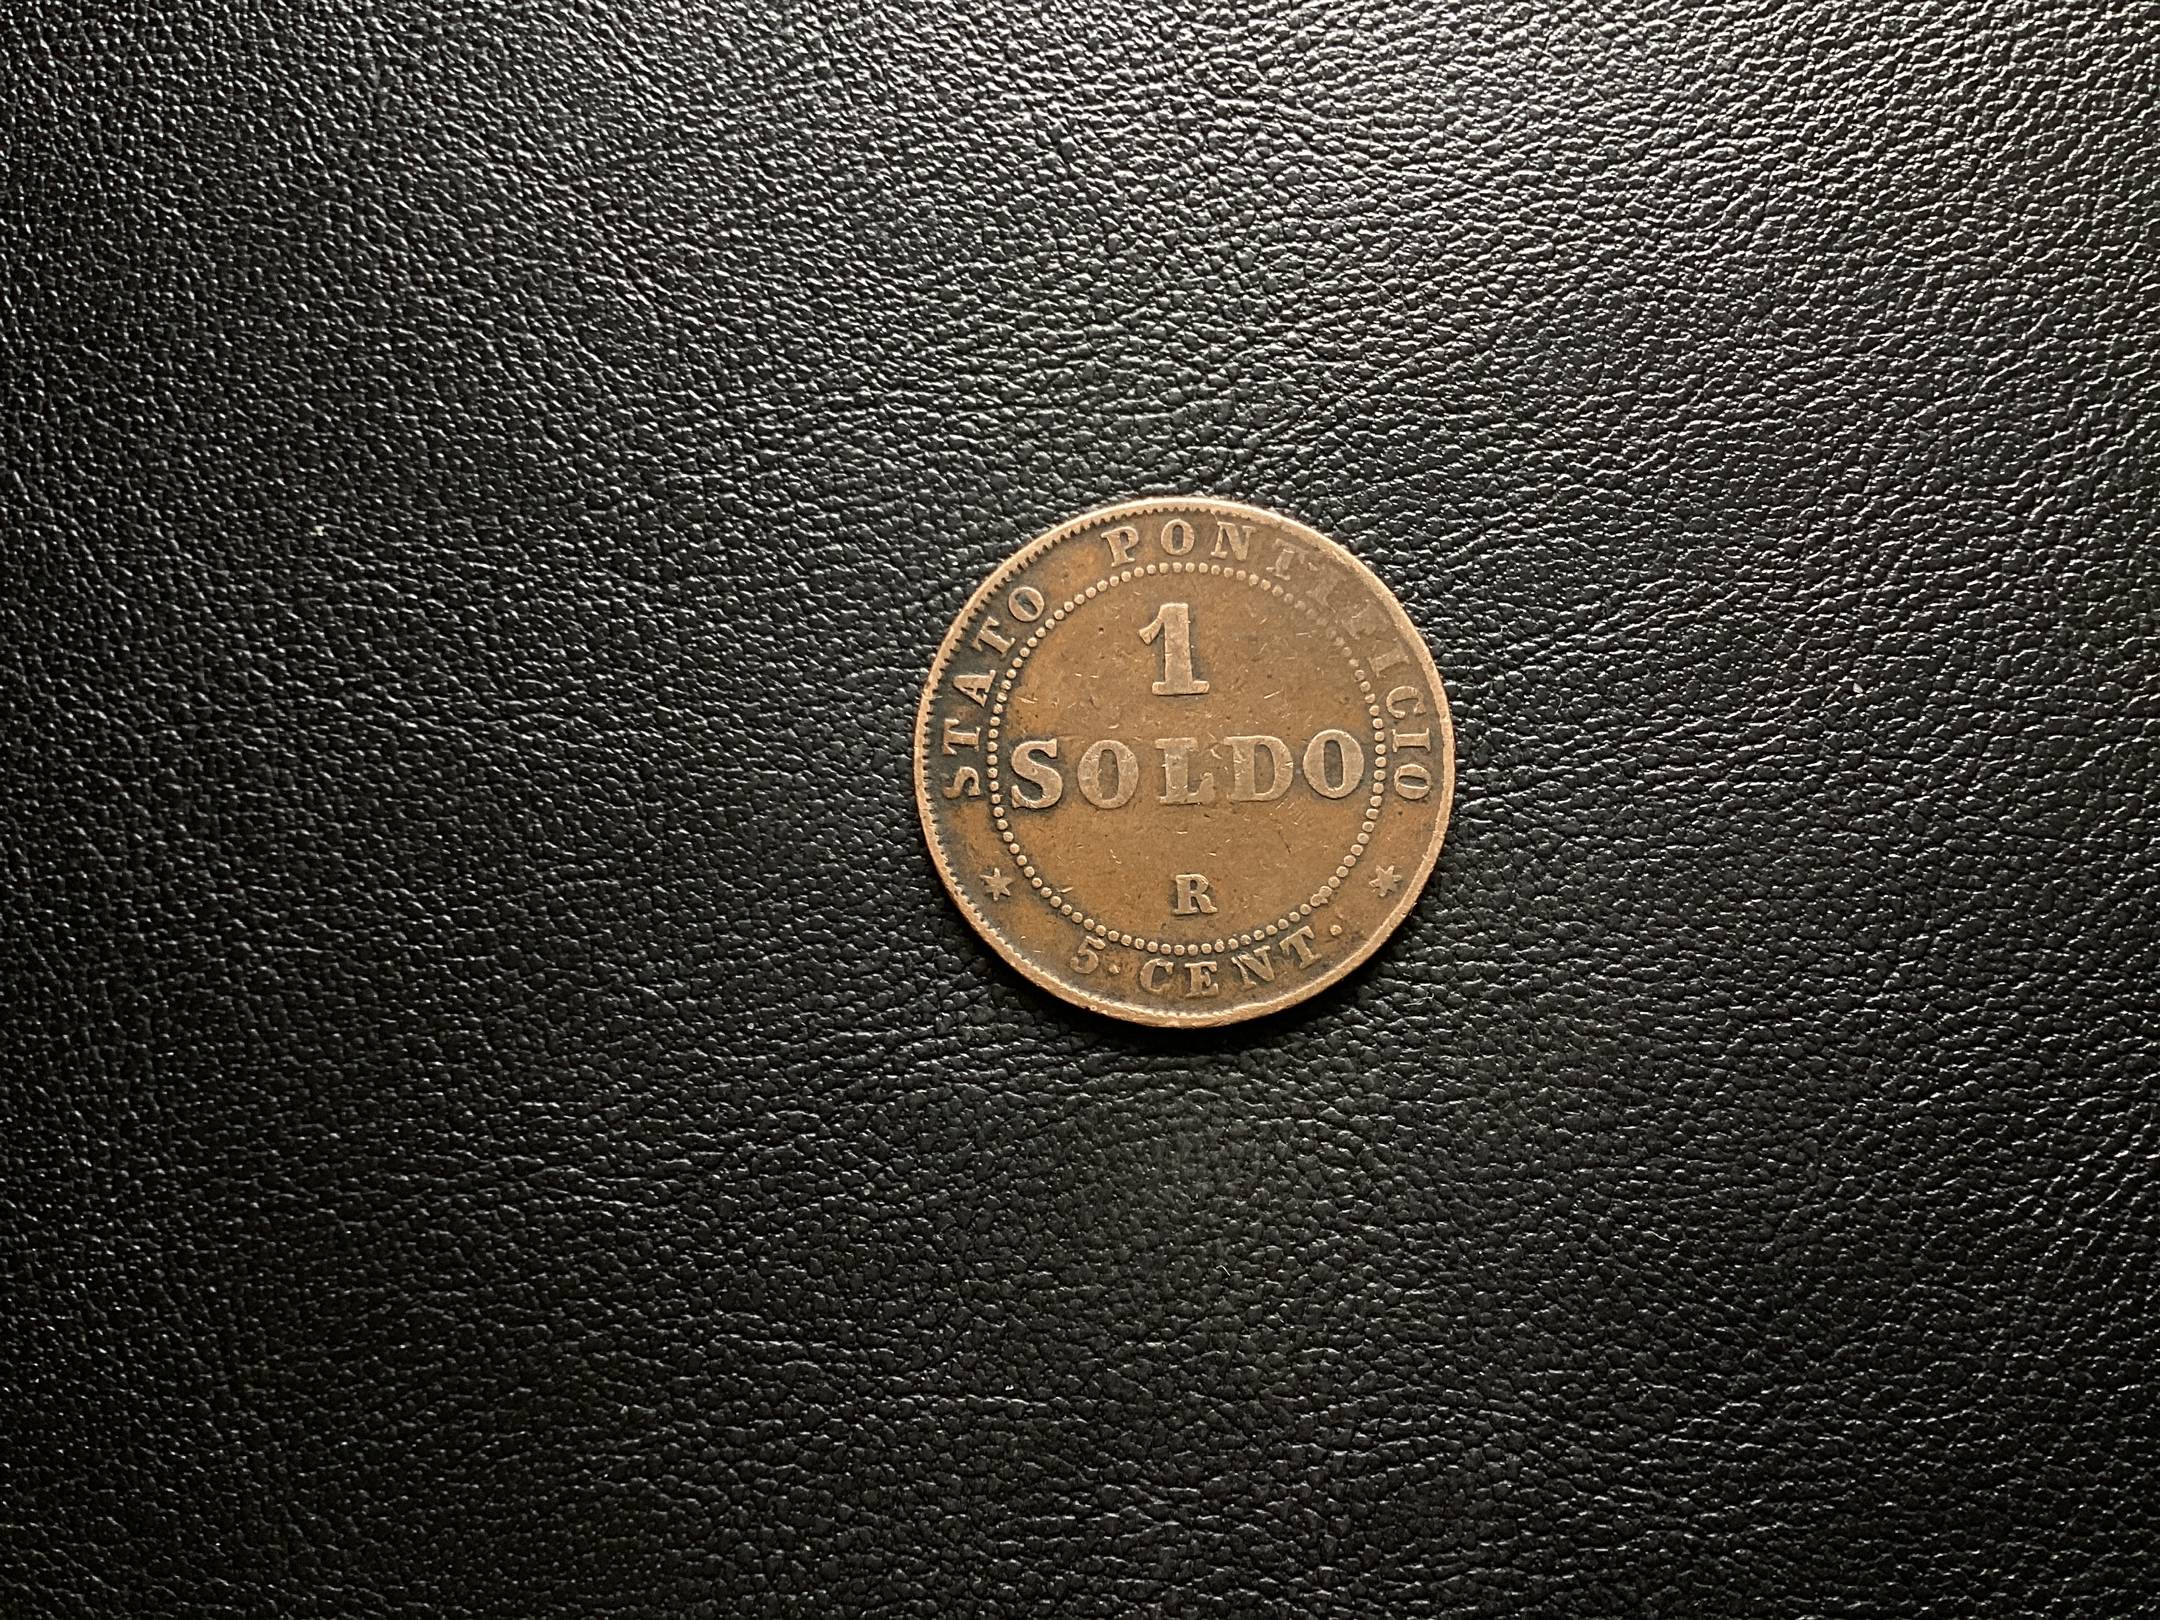 STATO PONTIFICIO
1
SOLDO
R
5. CENT.